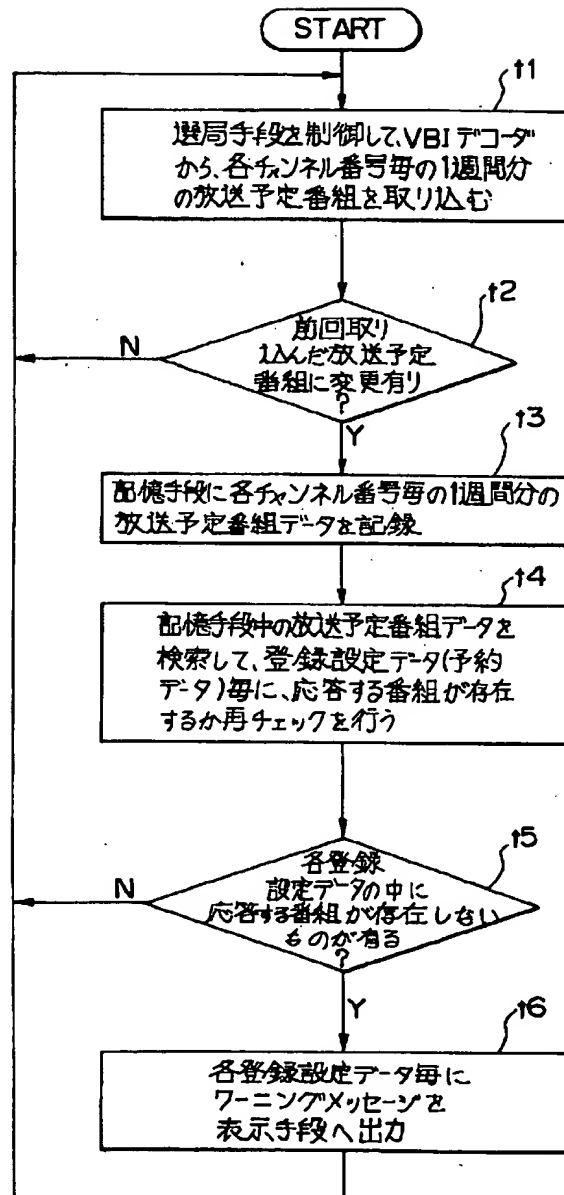 START
t1
選局手段を制御して、VBIデコーダ
から、各チャンネル番号毎の1週間分
の放送予定番組を取り込む
t2
前回取り
込んだ放送予定
番組に変更有り
?
N
Y
t3
記憶手段に各チャンネル番号毎の1週間分の
放送予定番組データを記録
t4
記憶手段中の放送予定番組データを
検索して、登録設定データ(予約
データ)毎に、応答する番組が存在
するか再チェックを行う
t5
各登録
設定データの中に
応答する番組が存在しない
ものが有る
?
N
Y
t6
各登録設定データ毎に
ワーニングメッセージを
表示手段へ出力